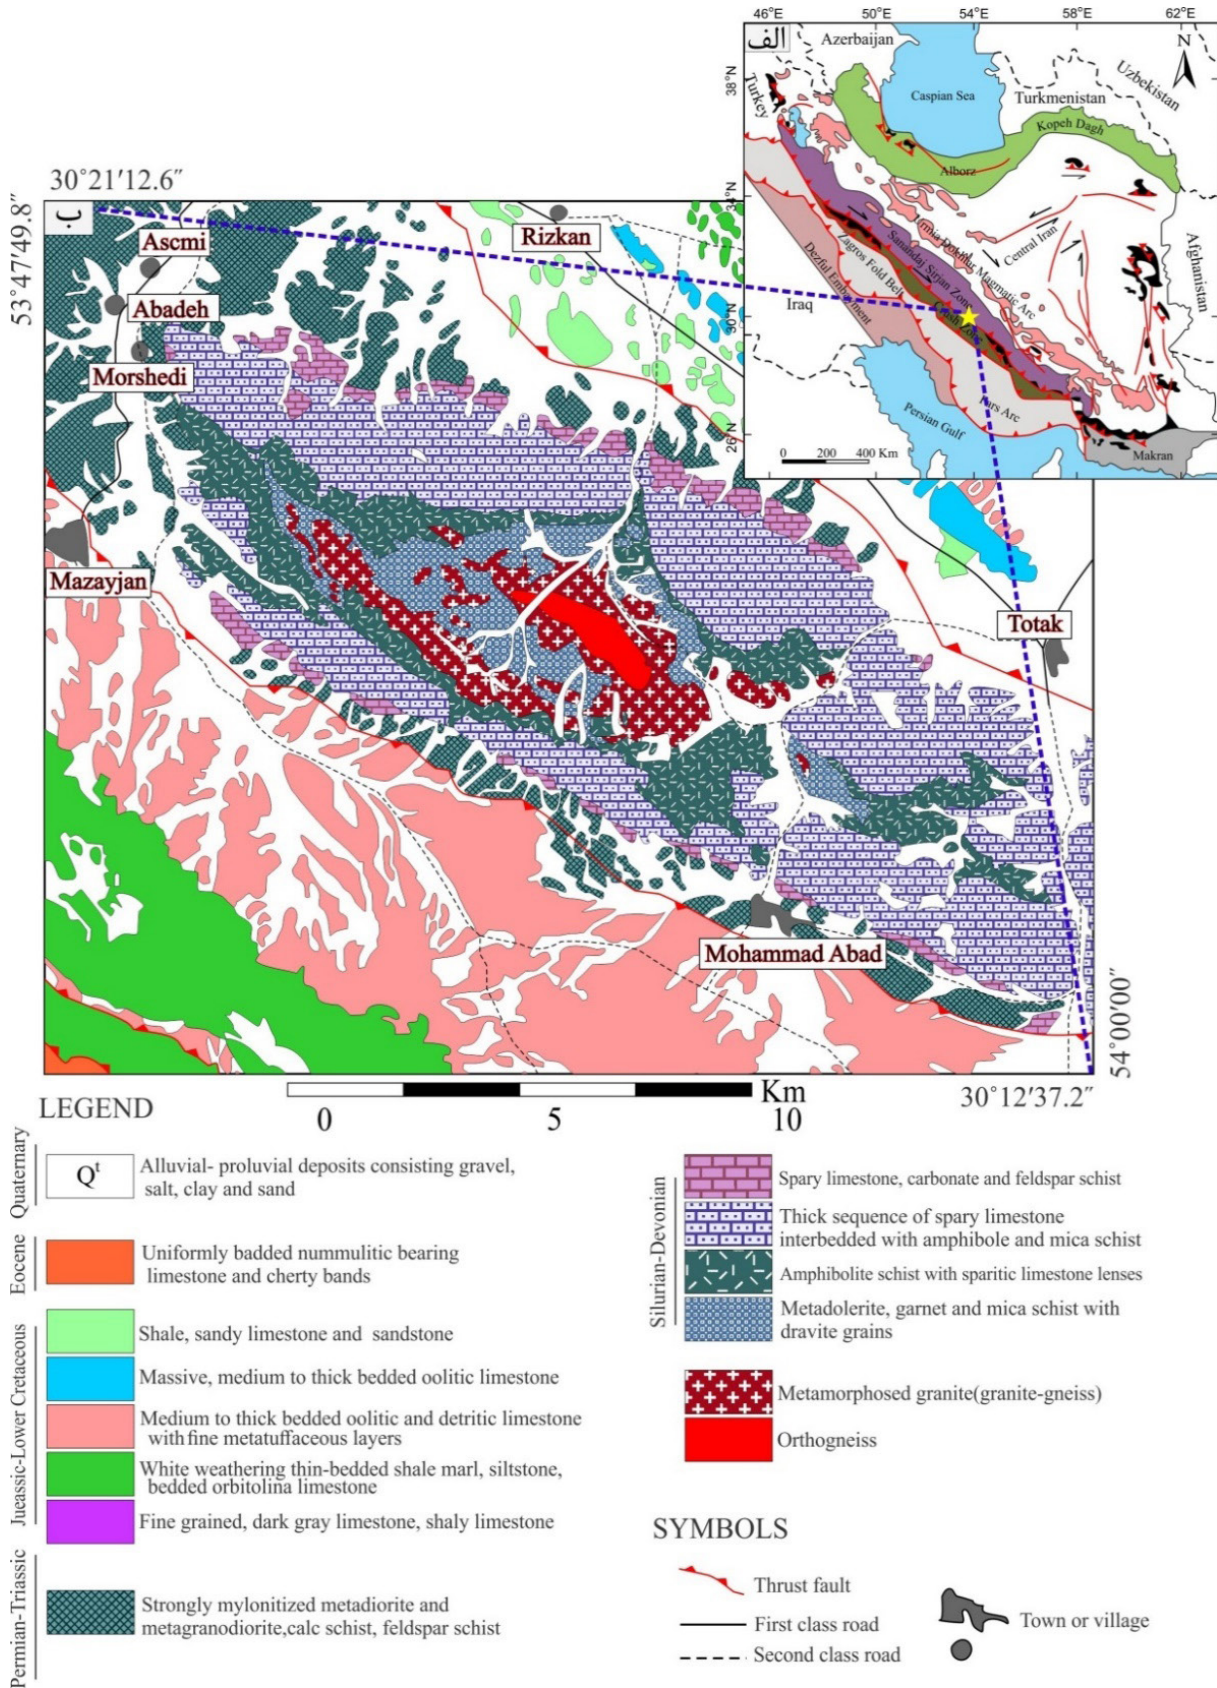 46°E 50°E 54°E 58°E 62°E
الف
N
Azerbaijan
Uzbekistan
38°N
Turkey
Caspian Sea
Turkmenistan
Kopeh Dagh
Alborz
34°N
Urmia Dokhtar Magmatic Arc
Central Iran
Sanandaj Sirjan Zone
Zagros Fold Belt
Dezful Embayment
Afghanistan
Iraq
30°N
Crush Zone
Fars Arc
Persian Gulf
26°N
Makran
0 200 400 Km
30°21′12.6″
53°47′49.8″
ب
Ascmi
Rizkan
Abadeh
Morshedi
Mazayjan
Totak
Mohammad Abad
54°00′00″
30°12′37.2″
Km
0 5 10
LEGEND
Quaternary
Qt
Alluvial- proluvial deposits consisting gravel,
salt, clay and sand
Eocene
Uniformly badded nummulitic bearing
limestone and cherty bands
Jueassic-Lower Cretaceous
Shale, sandy limestone and sandstone
Massive, medium to thick bedded oolitic limestone
Medium to thick bedded oolitic and detritic limestone
with fine metatuffaceous layers
White weathering thin-bedded shale marl, siltstone,
bedded orbitolina limestone
Fine grained, dark gray limestone, shaly limestone
Permian-Triassic
Strongly mylonitized metadiorite and
metagranodiorite,calc schist, feldspar schist
Silurian-Devonian
Spary limestone, carbonate and feldspar schist
Thick sequence of spary limestone
interbedded with amphibole and mica schist
Amphibolite schist with sparitic limestone lenses
Metadolerite, garnet and mica schist with
dravite grains
Metamorphosed granite(granite-gneiss)
Orthogneiss
SYMBOLS
Thrust fault
First class road
Second class road
Town or village